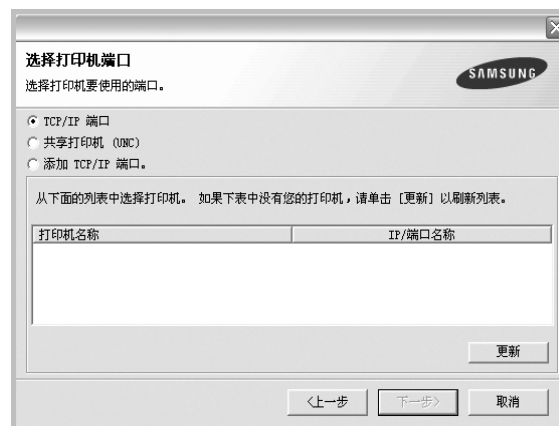 选择打印机端口
选择打印机要使用的端口。
SAMSUNG
TCP/IP 端口
共享打印机 (UNC)
添加 TCP/IP 端口。
从下面的列表中选择打印机。 如果下表中没有您的打印机，请单击 [更新] 以刷新列表。
打印机名称 IP/端口名称
更新
<上一步 下一步> 取消